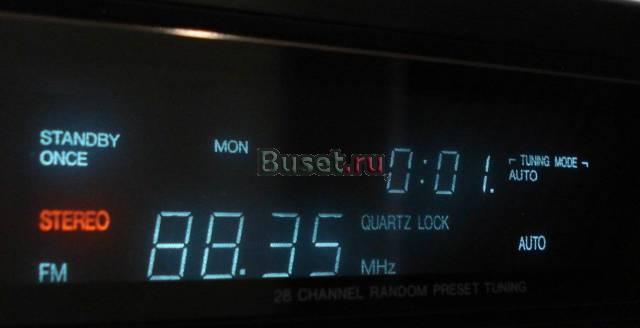 STANDBY
ONCE
MON
Buset.ru
0:01.
TUNING MODE
AUTO
STEREO
FM
88.35
QUARTZ LOCK
MHz
AUTO
28 CHANNEL RANDOM PRESET TUNING